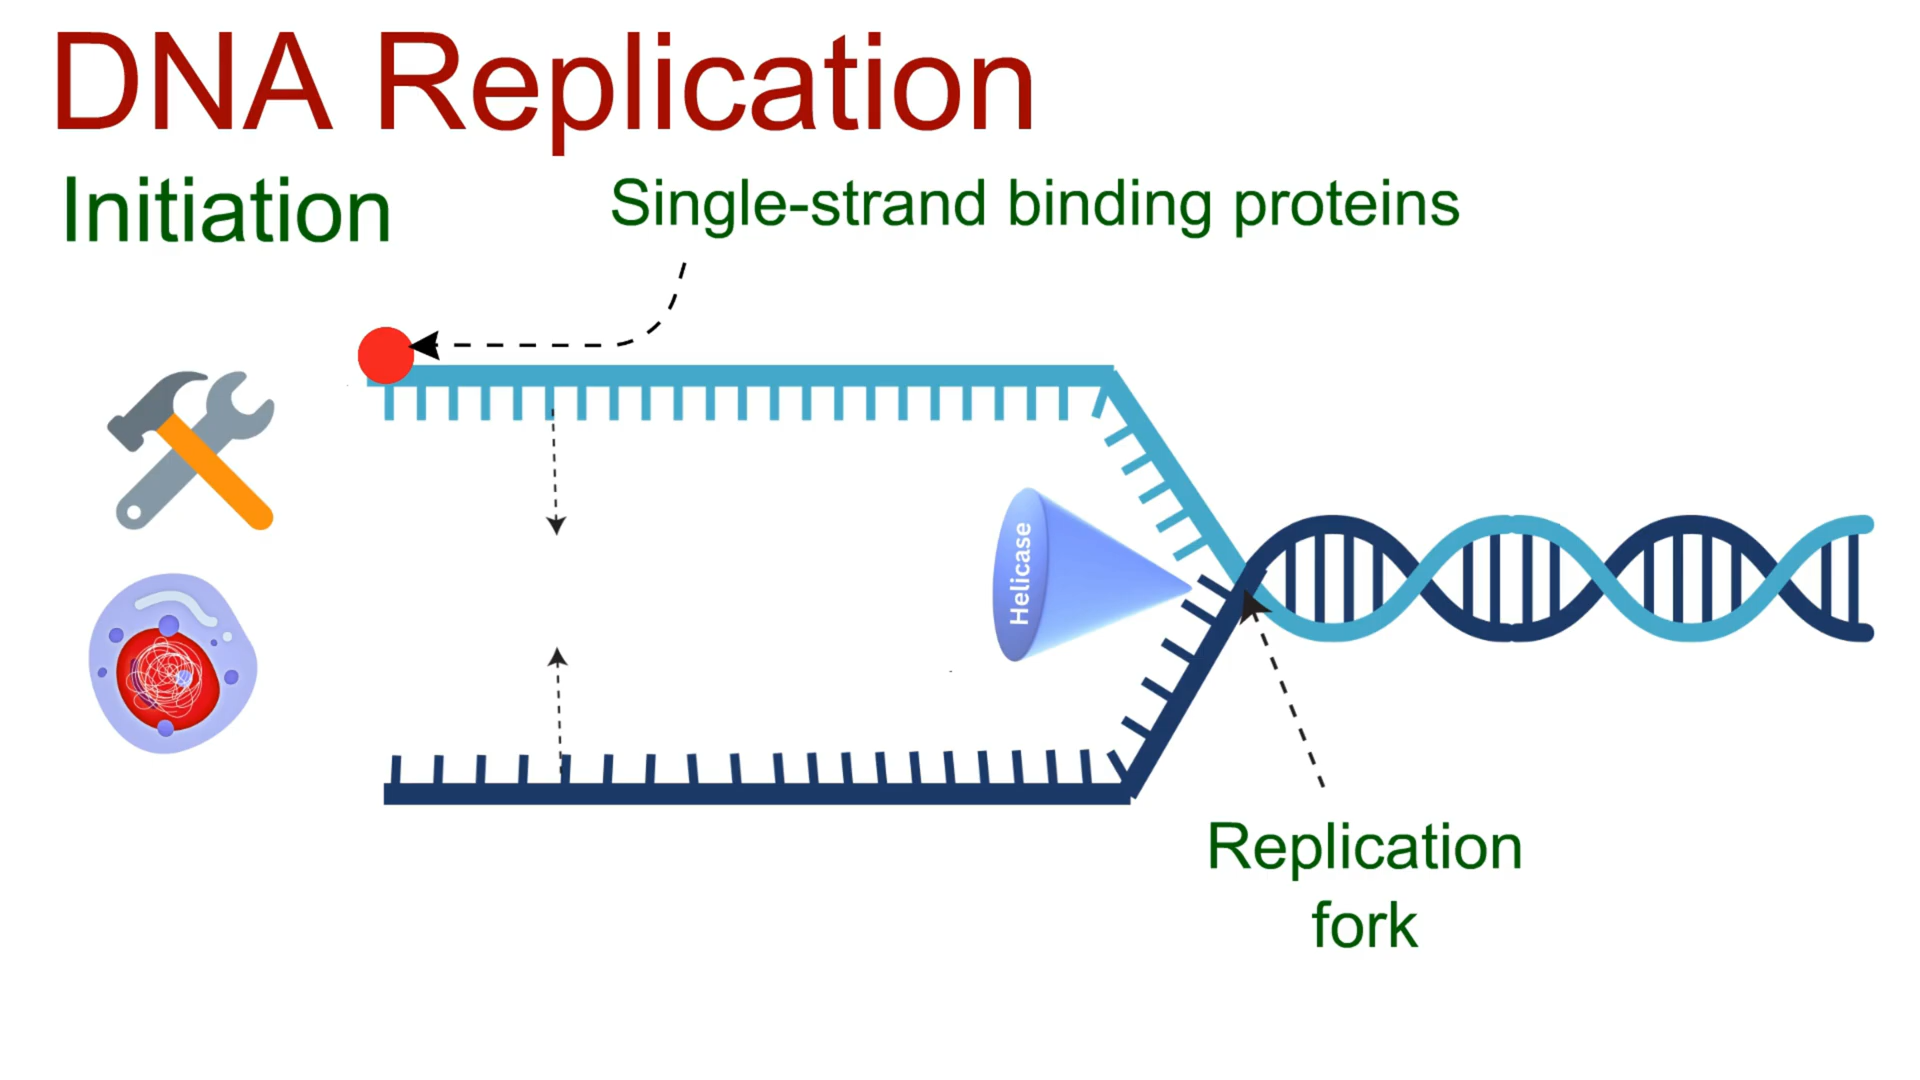 DNA Replication
Initiation
Single-strand binding proteins
Helicase
Replication
fork